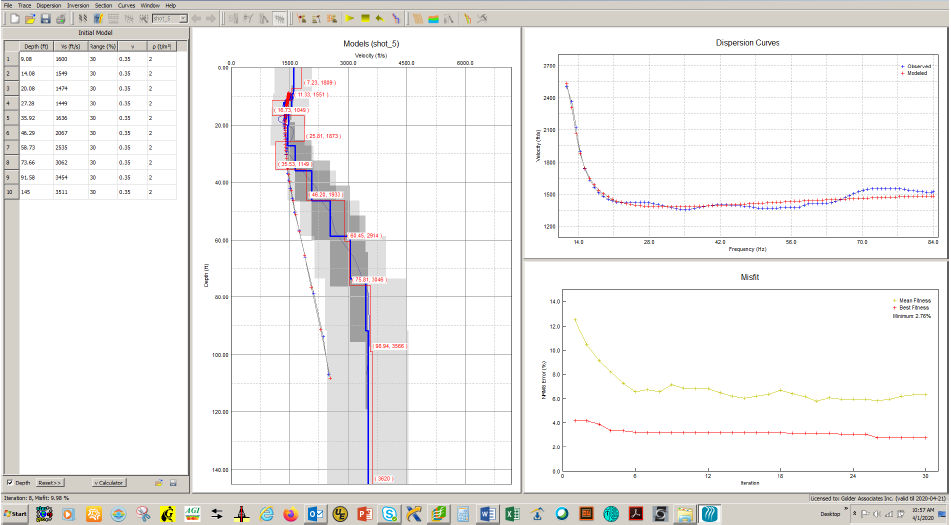 File Trace Dispersion Inversion Section Curves Window Help
shot_5
Initial Model
Depth (ft) Vs (ft/s) Range (%) ν ρ (t/m³)
1 9.08 1600 30 0.35 2
2 14.08 1549 30 0.35 2
3 20.08 1474 30 0.35 2
4 27.28 1449 30 0.35 2
5 35.92 1636 30 0.35 2
6 46.29 2067 30 0.35 2
7 58.73 2535 30 0.35 2
8 73.66 3062 30 0.35 2
9 91.58 3454 30 0.35 2
10 145 3511 30 0.35 2
Depth Reset>> v Calculator
Models (shot_5)
Velocity (ft/s)
0.0 1500.0 3000.0 4500.0 6000.0
0.00
20.00
40.00
60.00
80.00
100.00
120.00
140.00
Depth (ft)
( 7.23, 1809 )
( 11.33, 1551 )
( 16.73, 1049 )
( 25.81, 1873 )
( 35.53, 1149 )
( 46.20, 1933 )
( 60.45, 2914 )
( 75.81, 3046 )
( 98.94, 3566 )
( 3620 )
Dispersion Curves
Observed
Modeled
2700
2400
2100
1800
1500
1200
Velocity (ft/s)
14.0 28.0 42.0 56.0 70.0 84.0
Frequency (Hz)
Misfit
Mean Fitness
Best Fitness
Minimum: 2.76%
14.0
12.0
10.0
8.0
6.0
4.0
2.0
0.0
0 6 12 18 24 30
Iteration
Iteration: 8, Misfit: 9.98 %
Licensed to: Golder Associates Inc. (valid til 2020-04-21)
Start
AGI
Desktop
10:57 AM
4/1/2020